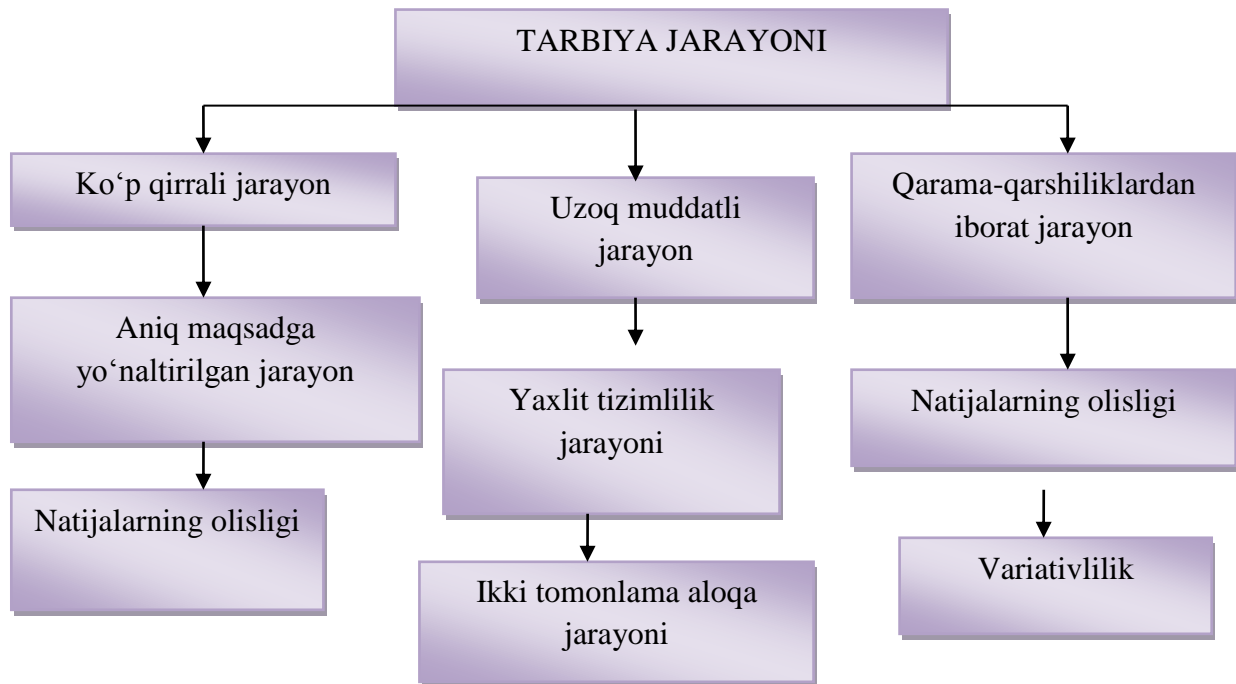 TARBIYA JARAYONI
Ko‘p qirrali jarayon
Uzoq muddatli
jarayon
Qarama-qarshiliklardan
iborat jarayon
Aniq maqsadga
yo‘naltirilgan jarayon
Yaxlit tizimlilik
jarayoni
Natijalarning olisligi
Natijalarning olisligi
Ikki tomonlama aloqa
jarayoni
Variativlilik